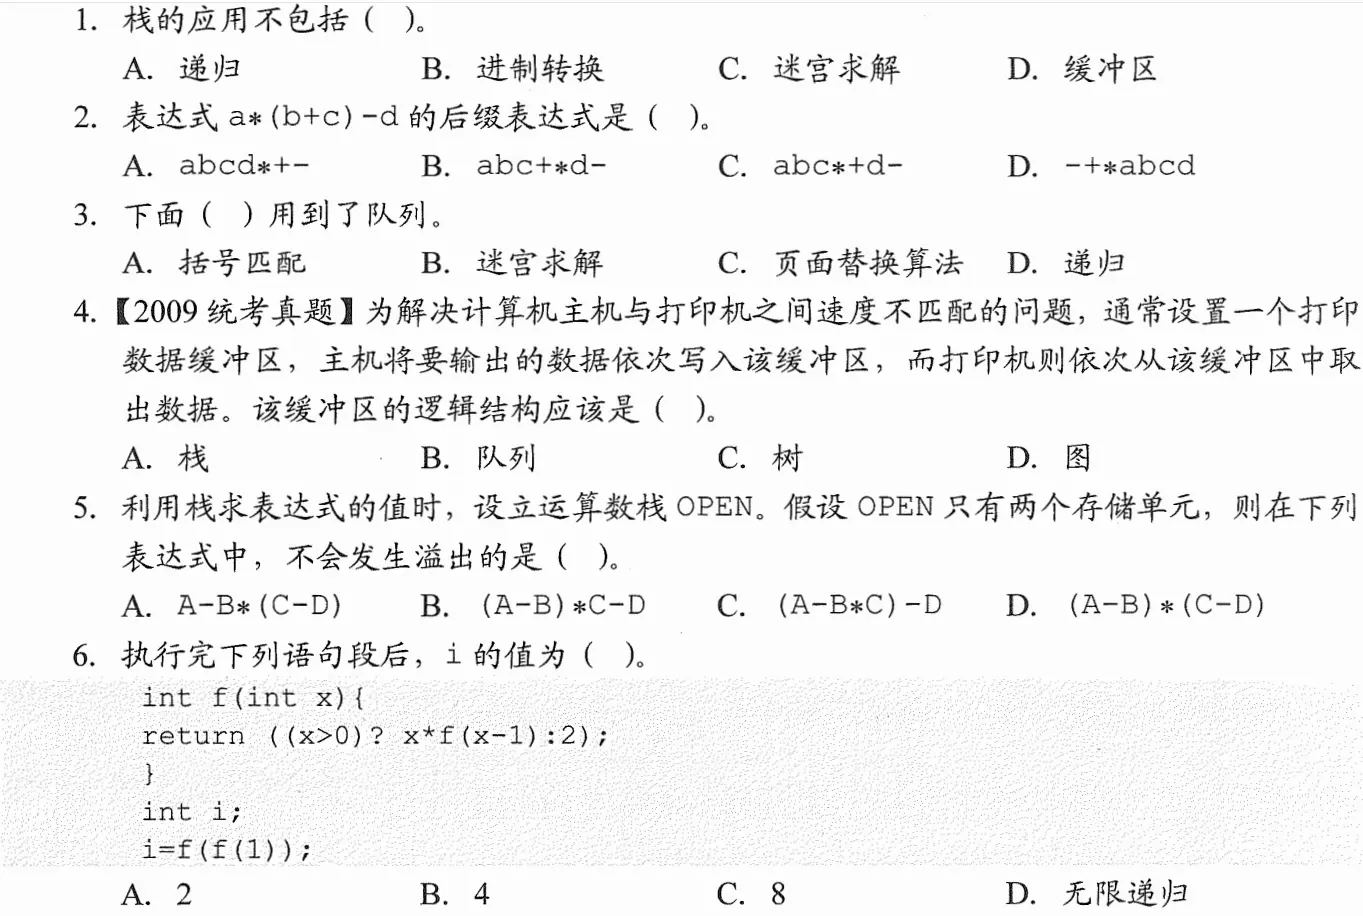 1. 栈的应用不包括（ ）。
A. 递归 B. 进制转换 C. 迷宫求解 D. 缓冲区
2. 表达式 a*(b+c)-d 的后缀表达式是（ ）。
A. abcd*+- B. abc+*d- C. abc*+d- D. -+*abcd
3. 下面（ ）用到了队列。
A. 括号匹配 B. 迷宫求解 C. 页面替换算法 D. 递归
4.【2009 统考真题】为解决计算机主机与打印机之间速度不匹配的问题，通常设置一个打印
数据缓冲区，主机将要输出的数据依次写入该缓冲区，而打印机则依次从该缓冲区中取
出数据。该缓冲区的逻辑结构应该是（ ）。
A. 栈 B. 队列 C. 树 D. 图
5. 利用栈求表达式的值时，设立运算数栈 OPEN。假设 OPEN 只有两个存储单元，则在下列
表达式中，不会发生溢出的是（ ）。
A. A-B*(C-D) B. (A-B)*C-D C. (A-B*C)-D D. (A-B)*(C-D)
6. 执行完下列语句段后，i 的值为（ ）。
int f(int x){
return ((x>0)? x*f(x-1):2);
}
int i;
i=f(f(1));
A. 2 B. 4 C. 8 D. 无限递归